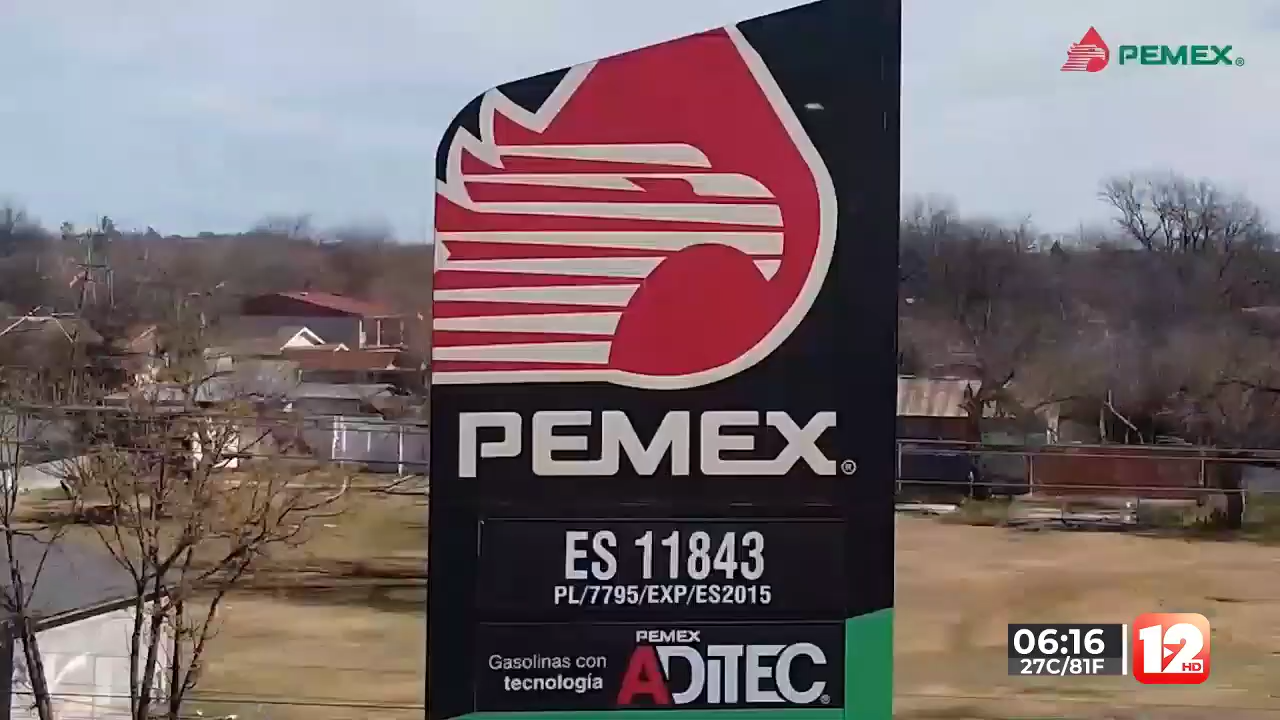 PEMEX®
PEMEX®
ES 11843
PL/7795/EXP/ES2015
Gasolinas con
tecnología
PEMEX
ADITEC®
06:16
27C/81F
12
HD